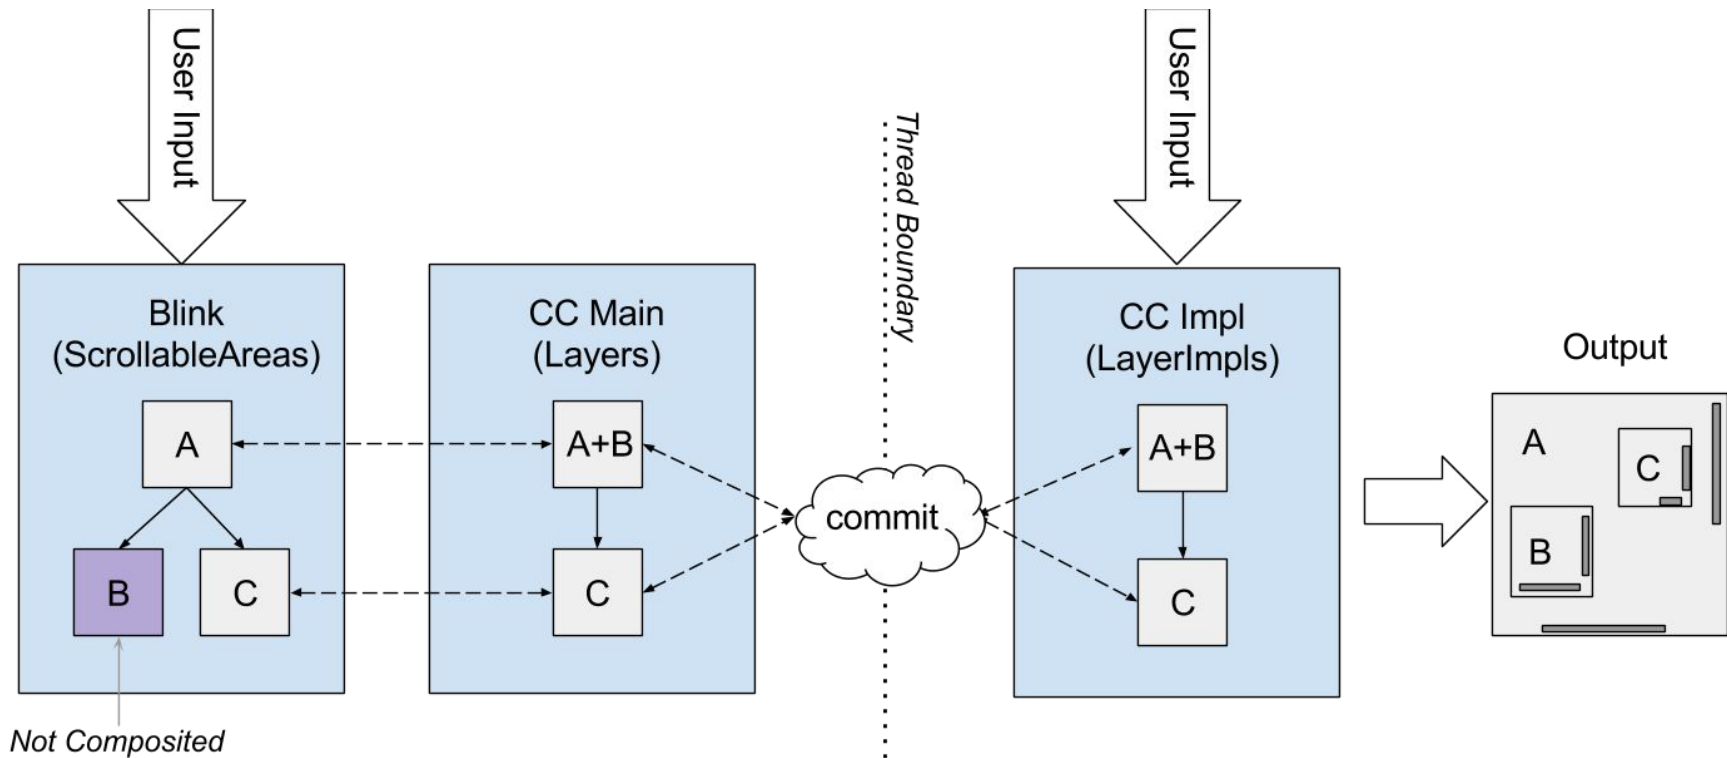 User Input
User Input
Thread Boundary
Blink
(ScrollableAreas)
A
B
C
Not Composited
CC Main
(Layers)
A+B
C
commit
CC Impl
(LayerImpls)
A+B
C
Output
A
C
B